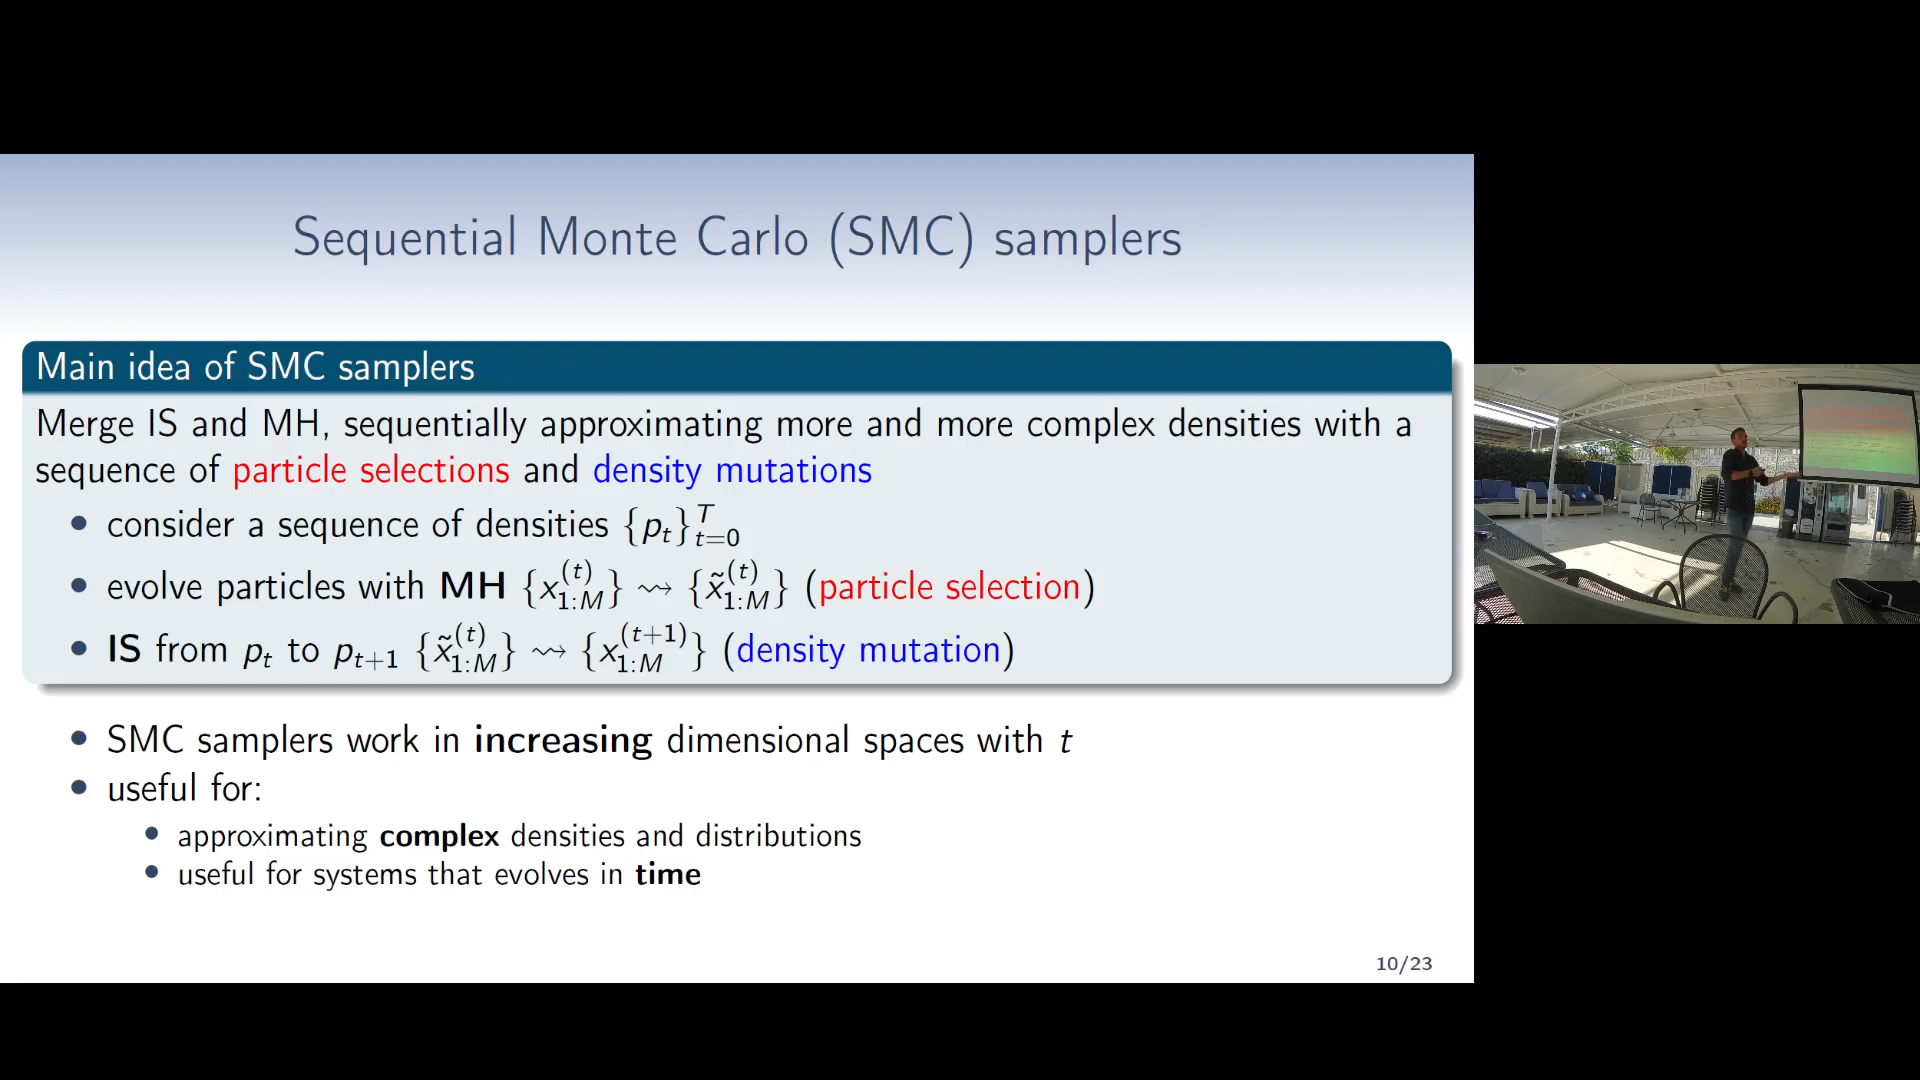 Sequential Monte Carlo (SMC) samplers
Main idea of SMC samplers
Merge IS and MH, sequentially approximating more and more complex densities with a
sequence of particle selections and density mutations
• consider a sequence of densities {p_t}_{t=0}^T
• evolve particles with MH {x_{1:M}^{(t)}} ⇝ {x̃_{1:M}^{(t)}} (particle selection)
• IS from p_t to p_{t+1} {x̃_{1:M}^{(t)}} ⇝ {x_{1:M}^{(t+1)}} (density mutation)
• SMC samplers work in increasing dimensional spaces with t
• useful for:
• approximating complex densities and distributions
• useful for systems that evolves in time
10/23